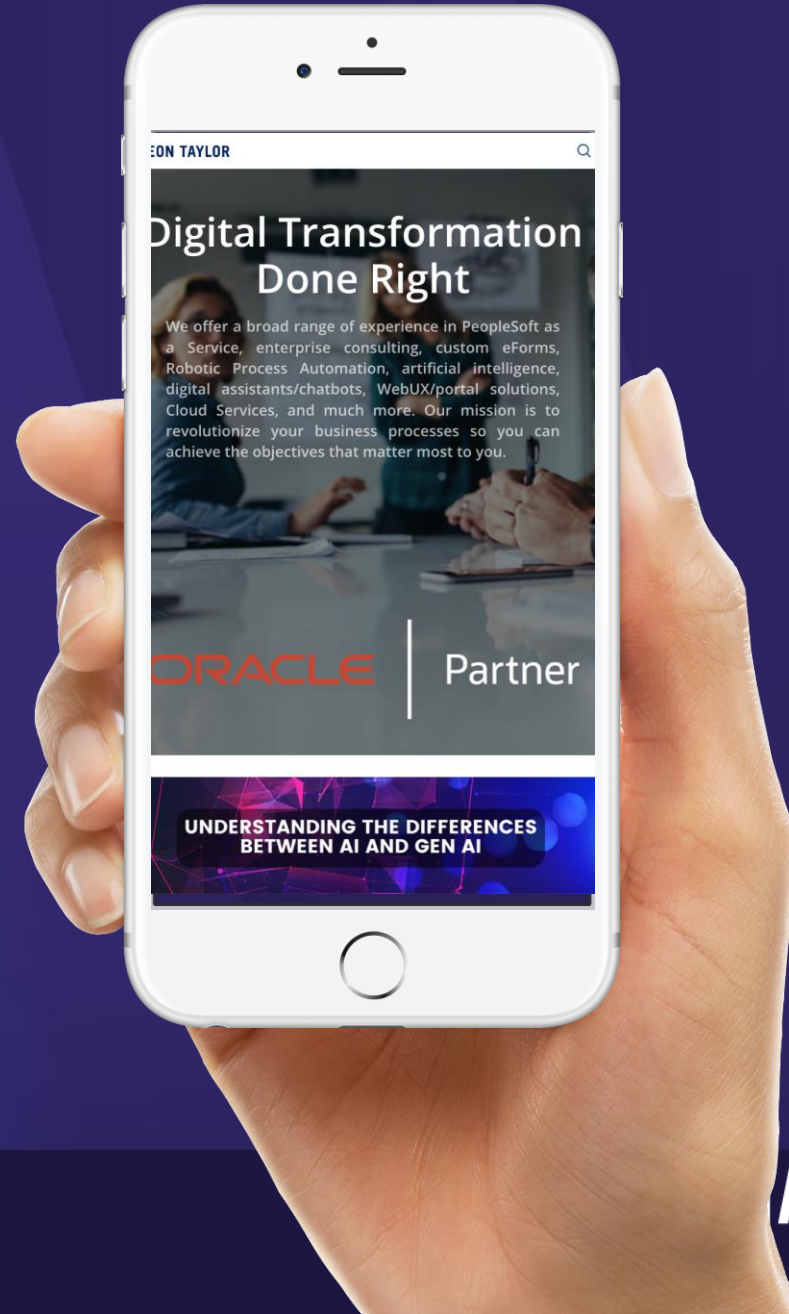 EON TAYLOR
Digital Transformation
Done Right
We offer a broad range of experience in PeopleSoft as
a Service, enterprise consulting, custom eForms,
Robotic Process Automation, artificial intelligence,
digital assistants/chatbots, WebUX/portal solutions,
Cloud Services, and much more. Our mission is to
revolutionize your business processes so you can
achieve the objectives that matter most to you.
ORACLE | Partner
UNDERSTANDING THE DIFFERENCES
BETWEEN AI AND GEN AI